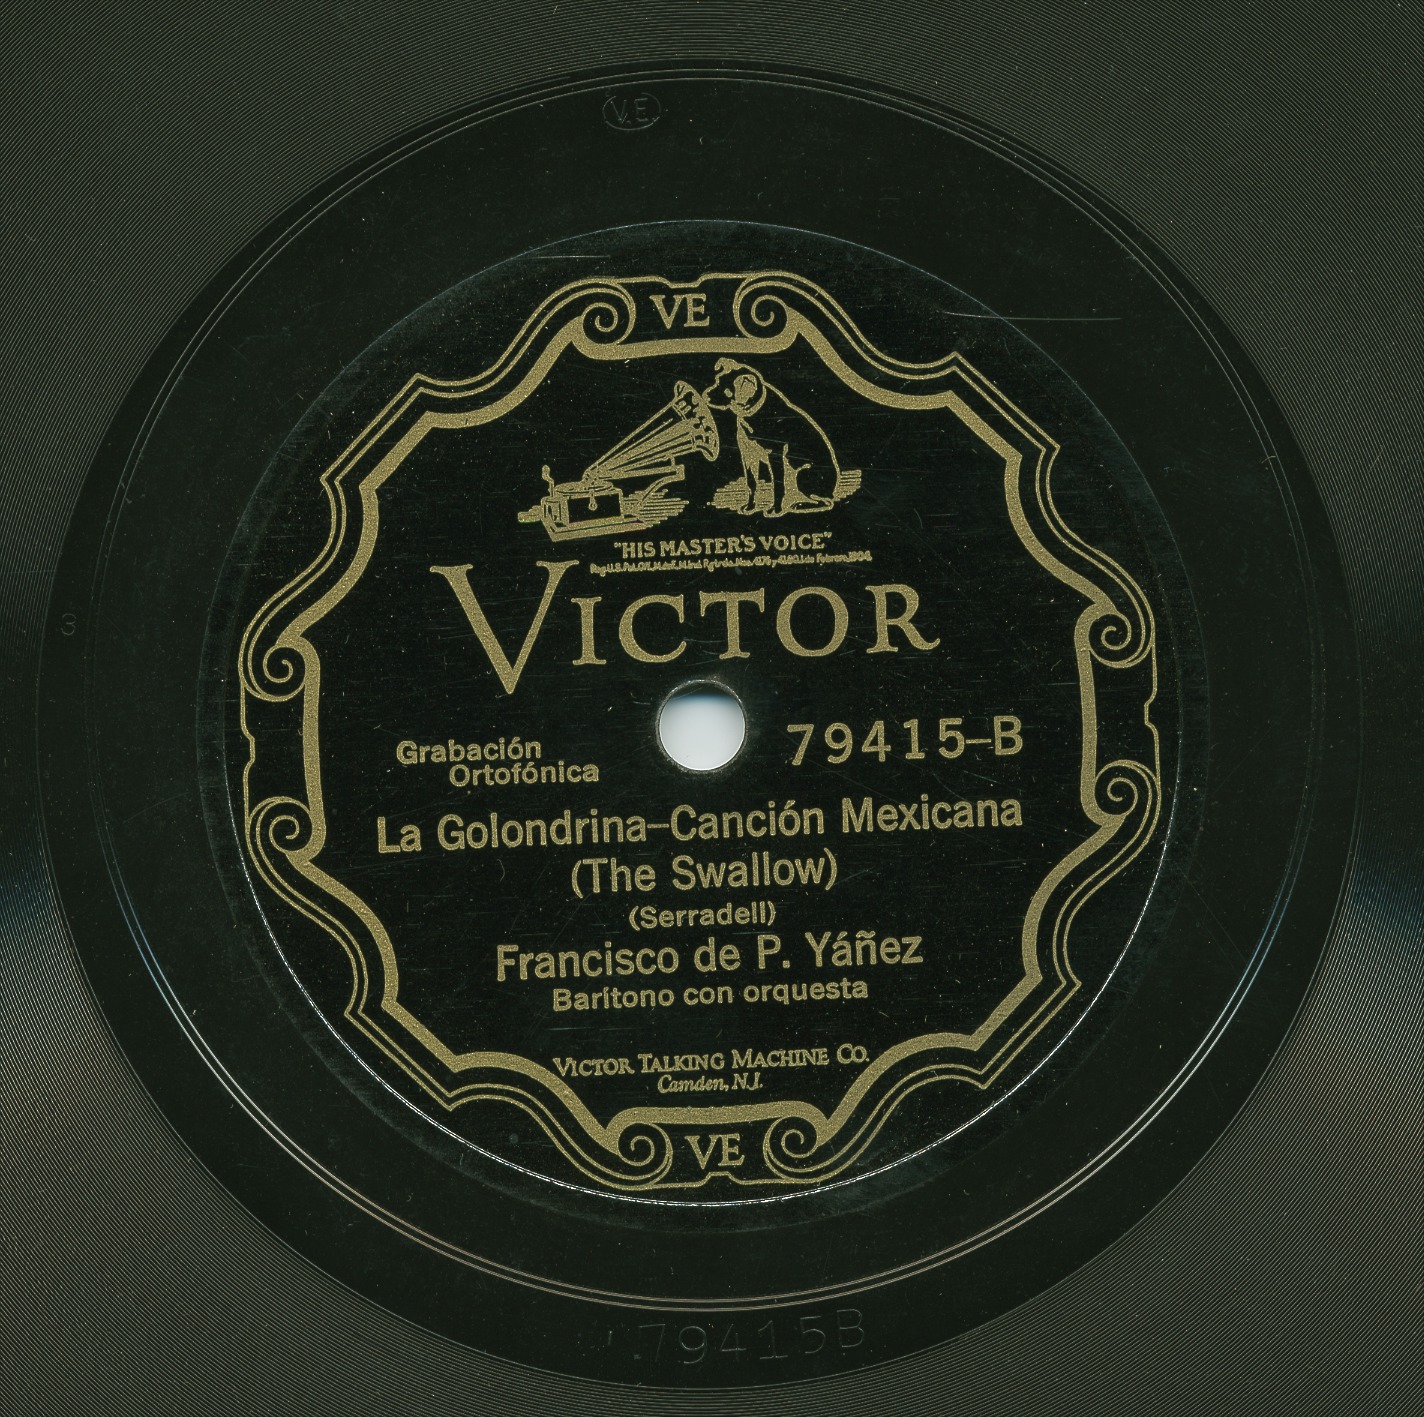 V.E.
VE
"HIS MASTER'S VOICE"
VICTOR
Grabación
Ortofónica
79415-B
La Golondrina-Canción Mexicana
(The Swallow)
(Serradell)
Francisco de P. Yáñez
Barítono con orquesta
VICTOR TALKING MACHINE CO.
Camden, N.J.
VE
79415B
3